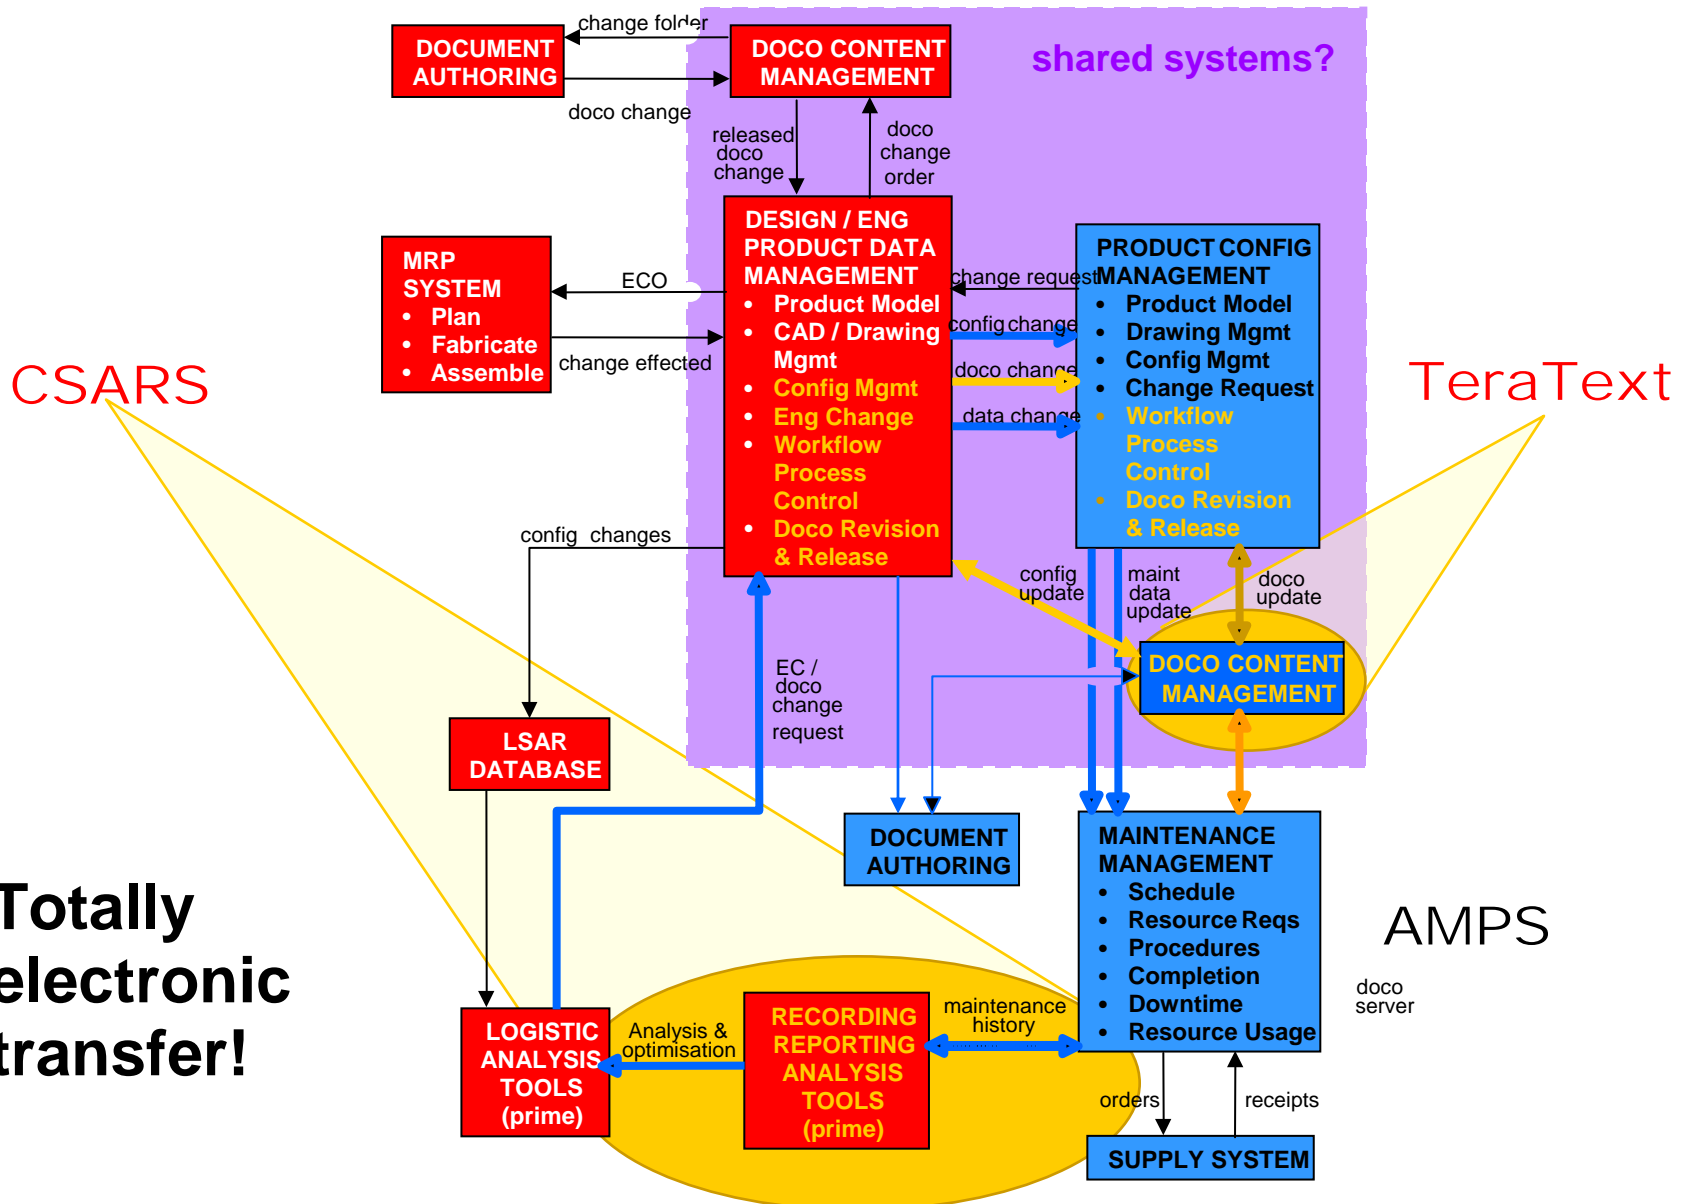 change folder
DOCUMENT
AUTHORING
DOCO CONTENT
MANAGEMENT
shared systems?
doco change
released
doco
change
doco
change
order
MRP
SYSTEM
• Plan
• Fabricate
• Assemble
ECO
change effected
DESIGN / ENG
PRODUCT DATA
MANAGEMENT
• Product Model
• CAD / Drawing
Mgmt
• Config Mgmt
• Eng Change
• Workflow
Process
Control
• Doco Revision
& Release
change request
config change
doco change
data change
PRODUCT CONFIG
MANAGEMENT
• Product Model
• Drawing Mgmt
• Config Mgmt
• Change Request
• Workflow
Process
Control
• Doco Revision
& Release
CSARS
TeraText
config changes
config
update
maint
data
update
doco
update
DOCO CONTENT
MANAGEMENT
EC /
doco
change
request
LSAR
DATABASE
DOCUMENT
AUTHORING
MAINTENANCE
MANAGEMENT
• Schedule
• Resource Reqs
• Procedures
• Completion
• Downtime
• Resource Usage
AMPS
doco
server
Totally
electronic
transfer!
LOGISTIC
ANALYSIS
TOOLS
(prime)
Analysis &
optimisation
RECORDING
REPORTING
ANALYSIS
TOOLS
(prime)
maintenance
history
orders
receipts
SUPPLY SYSTEM